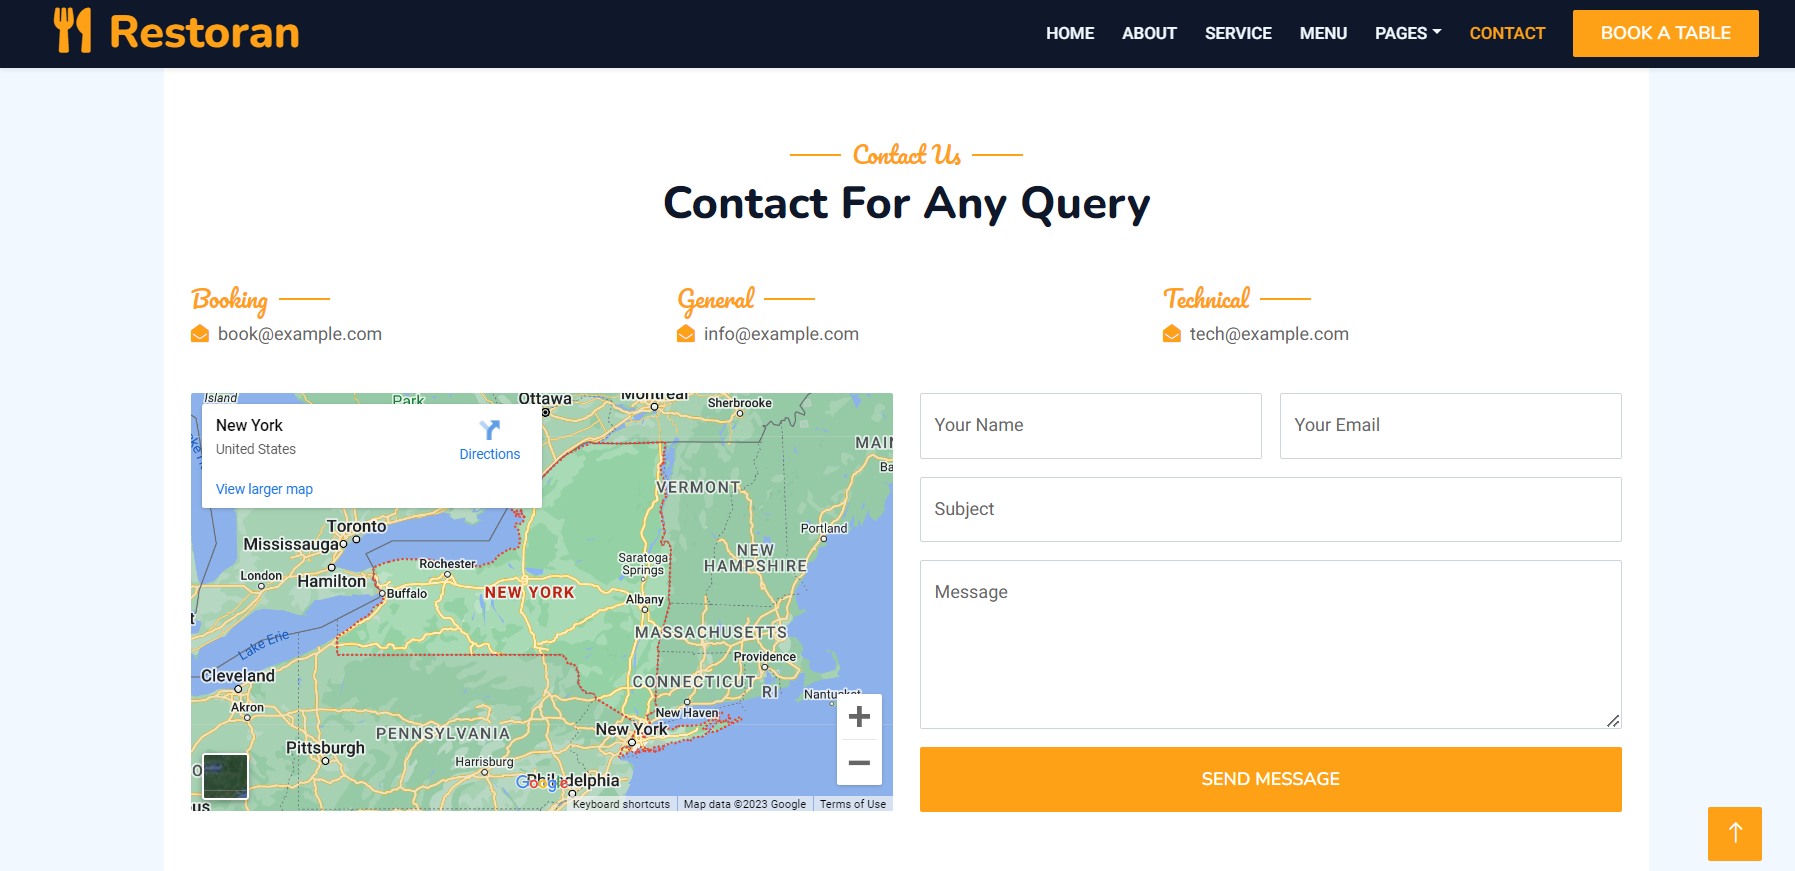 Restoran
HOME ABOUT SERVICE MENU PAGES CONTACT BOOK A TABLE
Contact Us
Contact For Any Query
Booking
book@example.com
General
info@example.com
Technical
tech@example.com
Island
Park
Ottawa
Montreal
Sherbrooke
New York
United States
Directions
View larger map
MAIN
Ba
VERMONT
Toronto
Mississauga
Portland
NEW
HAMPSHIRE
Saratoga
Springs
London
Hamilton
Rochester
Buffalo
NEW YORK
Albany
MASSACHUSETTS
Lake Erie
Providence
Cleveland
CONNECTICUT
RI
Nantucket
Akron
New Haven
New York
PENNSYLVANIA
Pittsburgh
Harrisburg
Philadelphia
Google
Keyboard shortcuts
Map data ©2023 Google
Terms of Use
Your Name
Your Email
Subject
Message
SEND MESSAGE